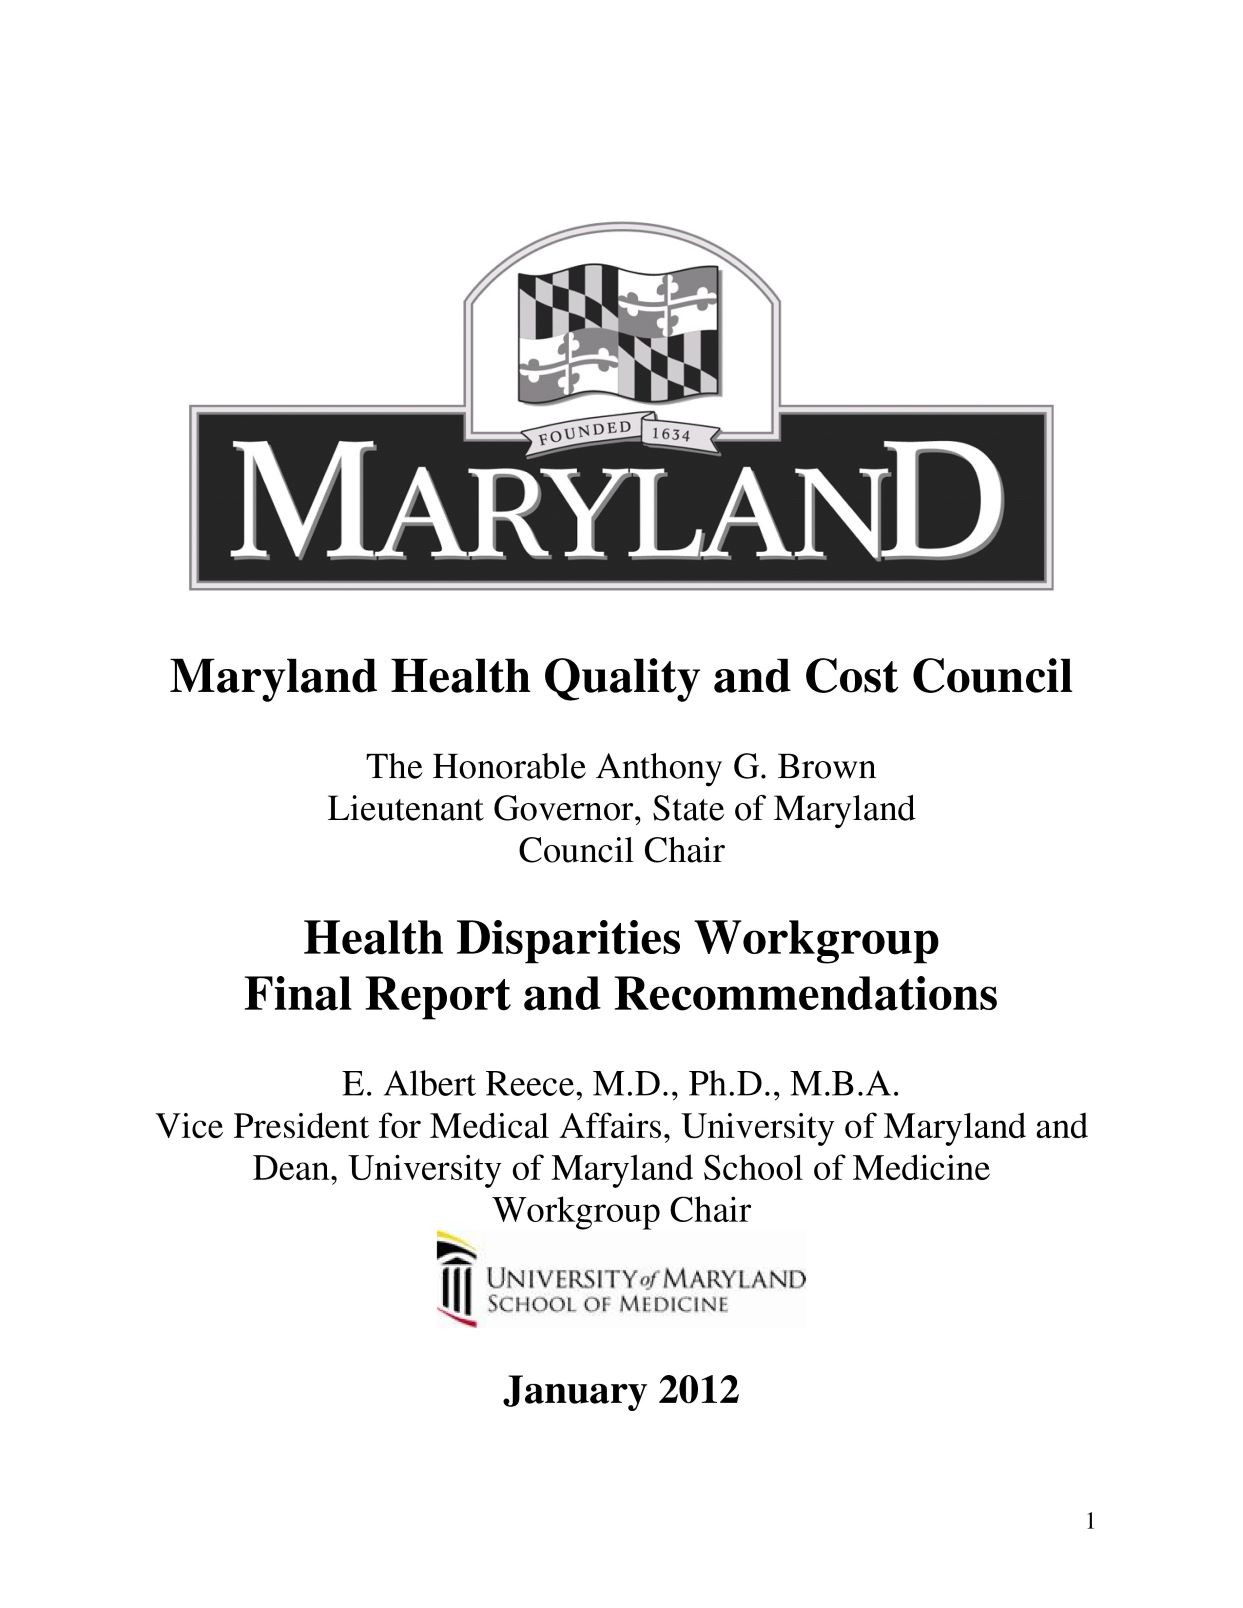 FOUNDED 1634
MARYLAND
Maryland Health Quality and Cost Council
The Honorable Anthony G. Brown
Lieutenant Governor, State of Maryland
Council Chair
Health Disparities Workgroup
Final Report and Recommendations
E. Albert Reece, M.D., Ph.D., M.B.A.
Vice President for Medical Affairs, University of Maryland and
Dean, University of Maryland School of Medicine
Workgroup Chair
UNIVERSITY of MARYLAND
SCHOOL OF MEDICINE
January 2012
1